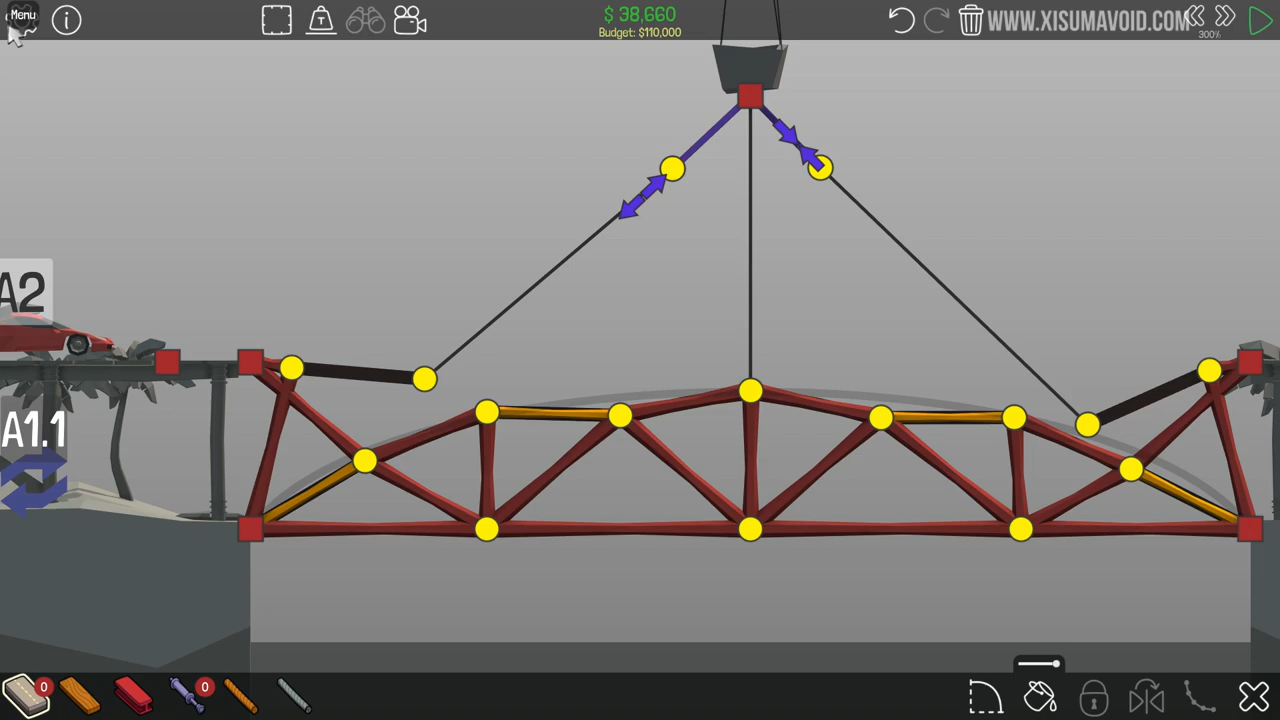 Menu
$ 38,660
Budget: $110,000
WWW.XISUMAVOID.COM
300%
A2
A1.1
0
0